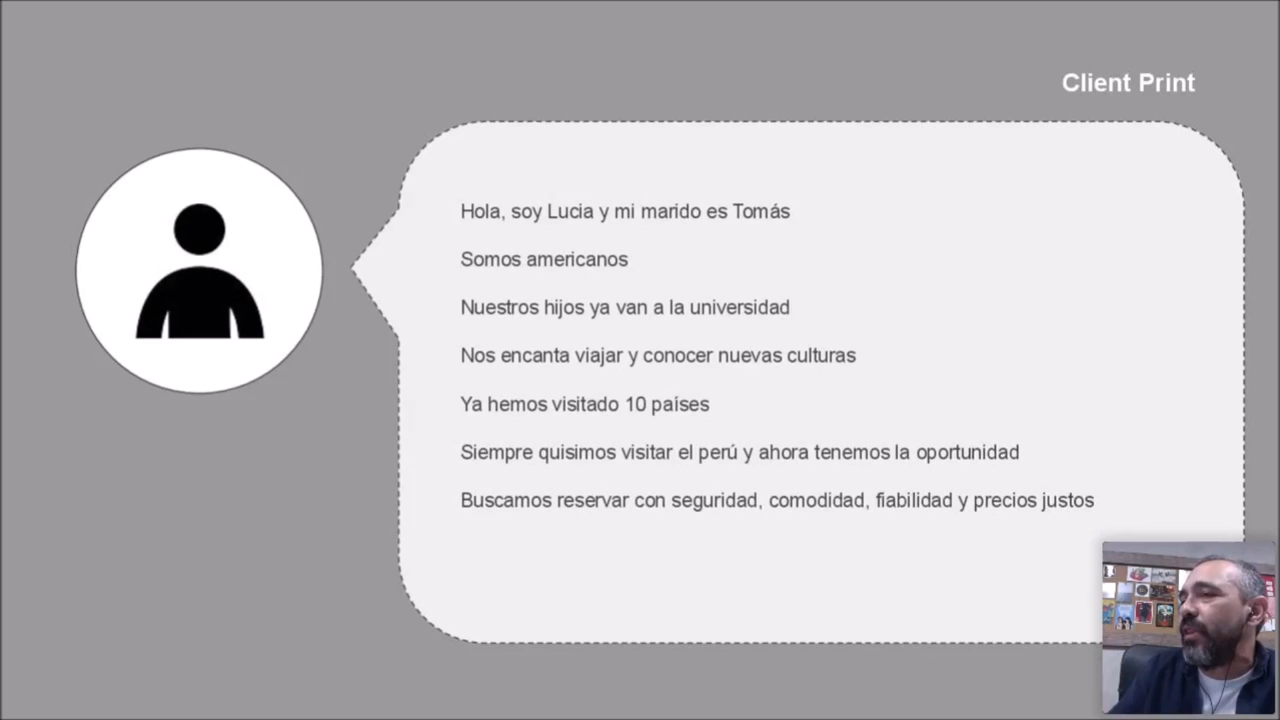 Client Print
Hola, soy Lucia y mi marido es Tomás
Somos americanos
Nuestros hijos ya van a la universidad
Nos encanta viajar y conocer nuevas culturas
Ya hemos visitado 10 países
Siempre quisimos visitar el perú y ahora tenemos la oportunidad
Buscamos reservar con seguridad, comodidad, fiabilidad y precios justos